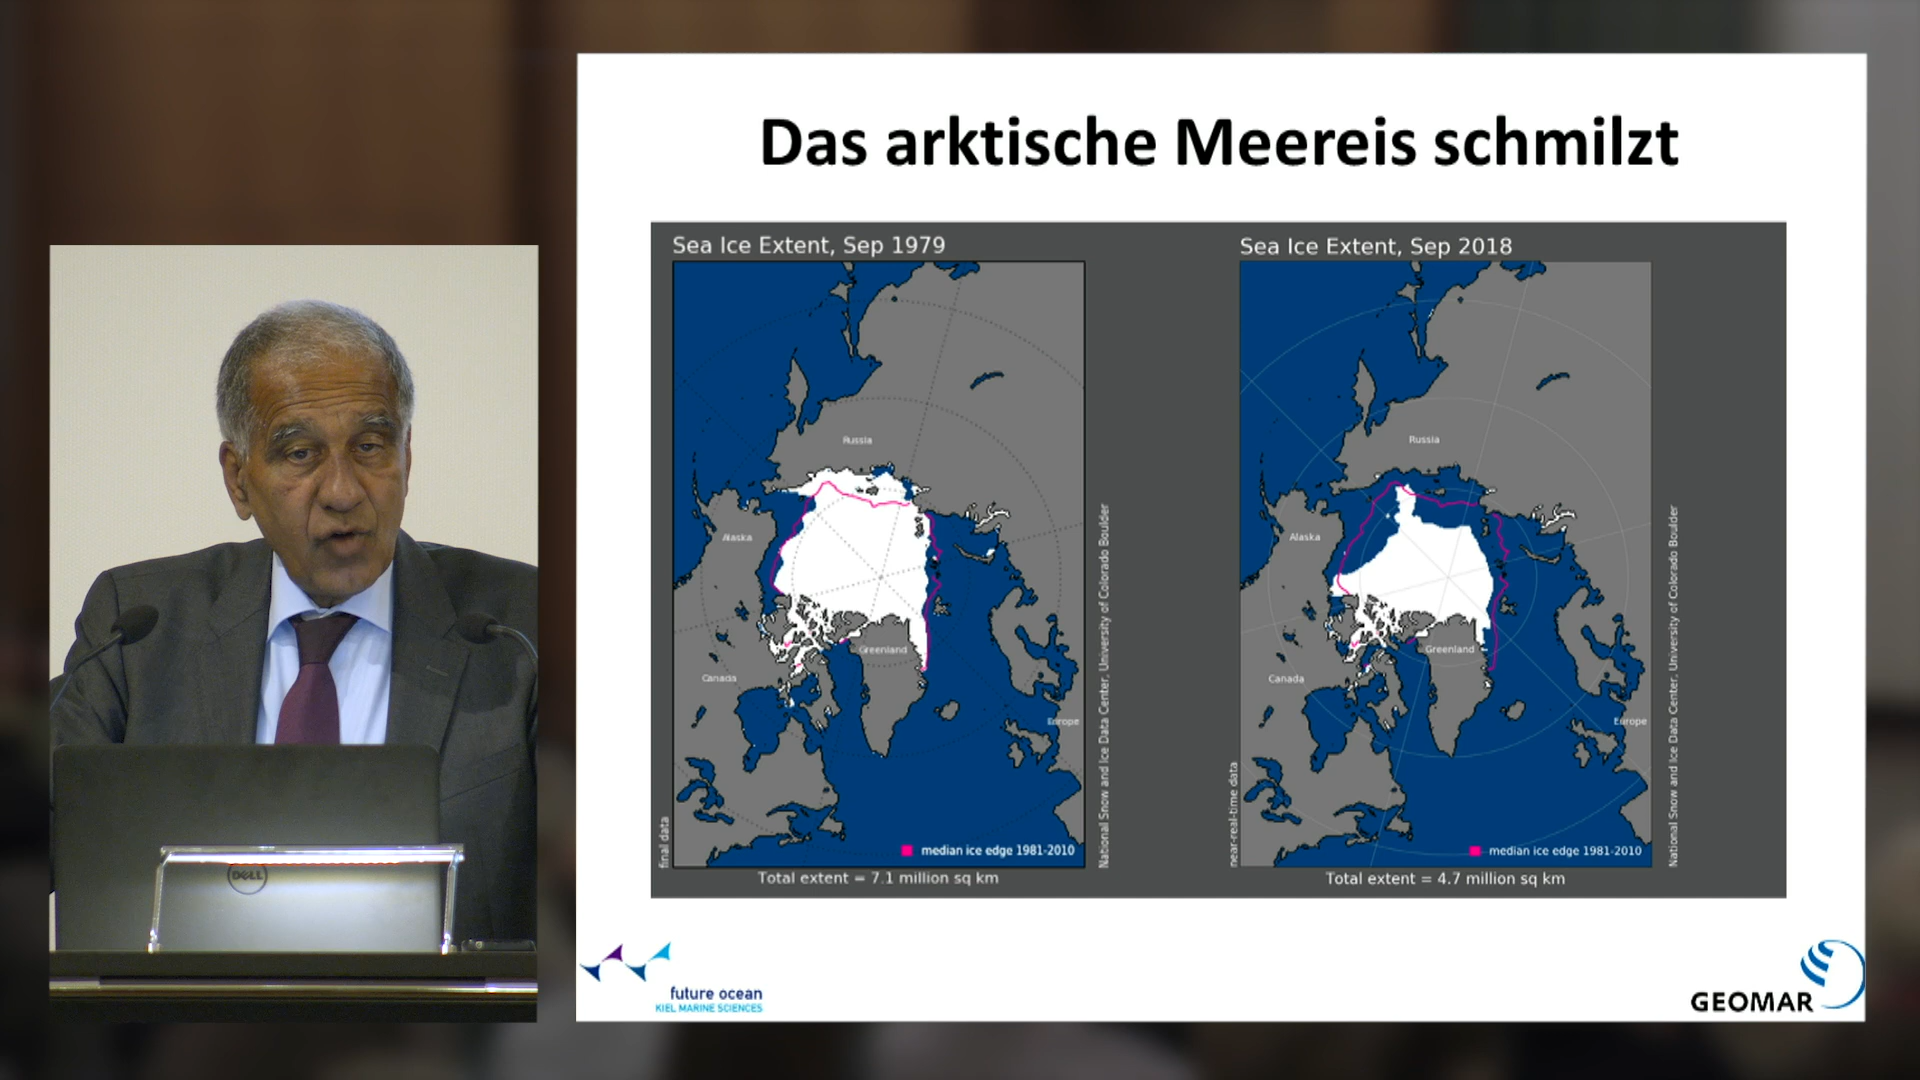 Das arktische Meereis schmilzt
Sea Ice Extent, Sep 1979
Russia
Alaska
Canada
Greenland
Europe
median ice edge 1981-2010
final data
National Snow and Ice Data Center, University of Colorado Boulder
Total extent = 7.1 million sq km
Sea Ice Extent, Sep 2018
Russia
Alaska
Canada
Greenland
Europe
median ice edge 1981-2010
near-real-time data
National Snow and Ice Data Center, University of Colorado Boulder
Total extent = 4.7 million sq km
DELL
future ocean
KIEL MARINE SCIENCES
GEOMAR